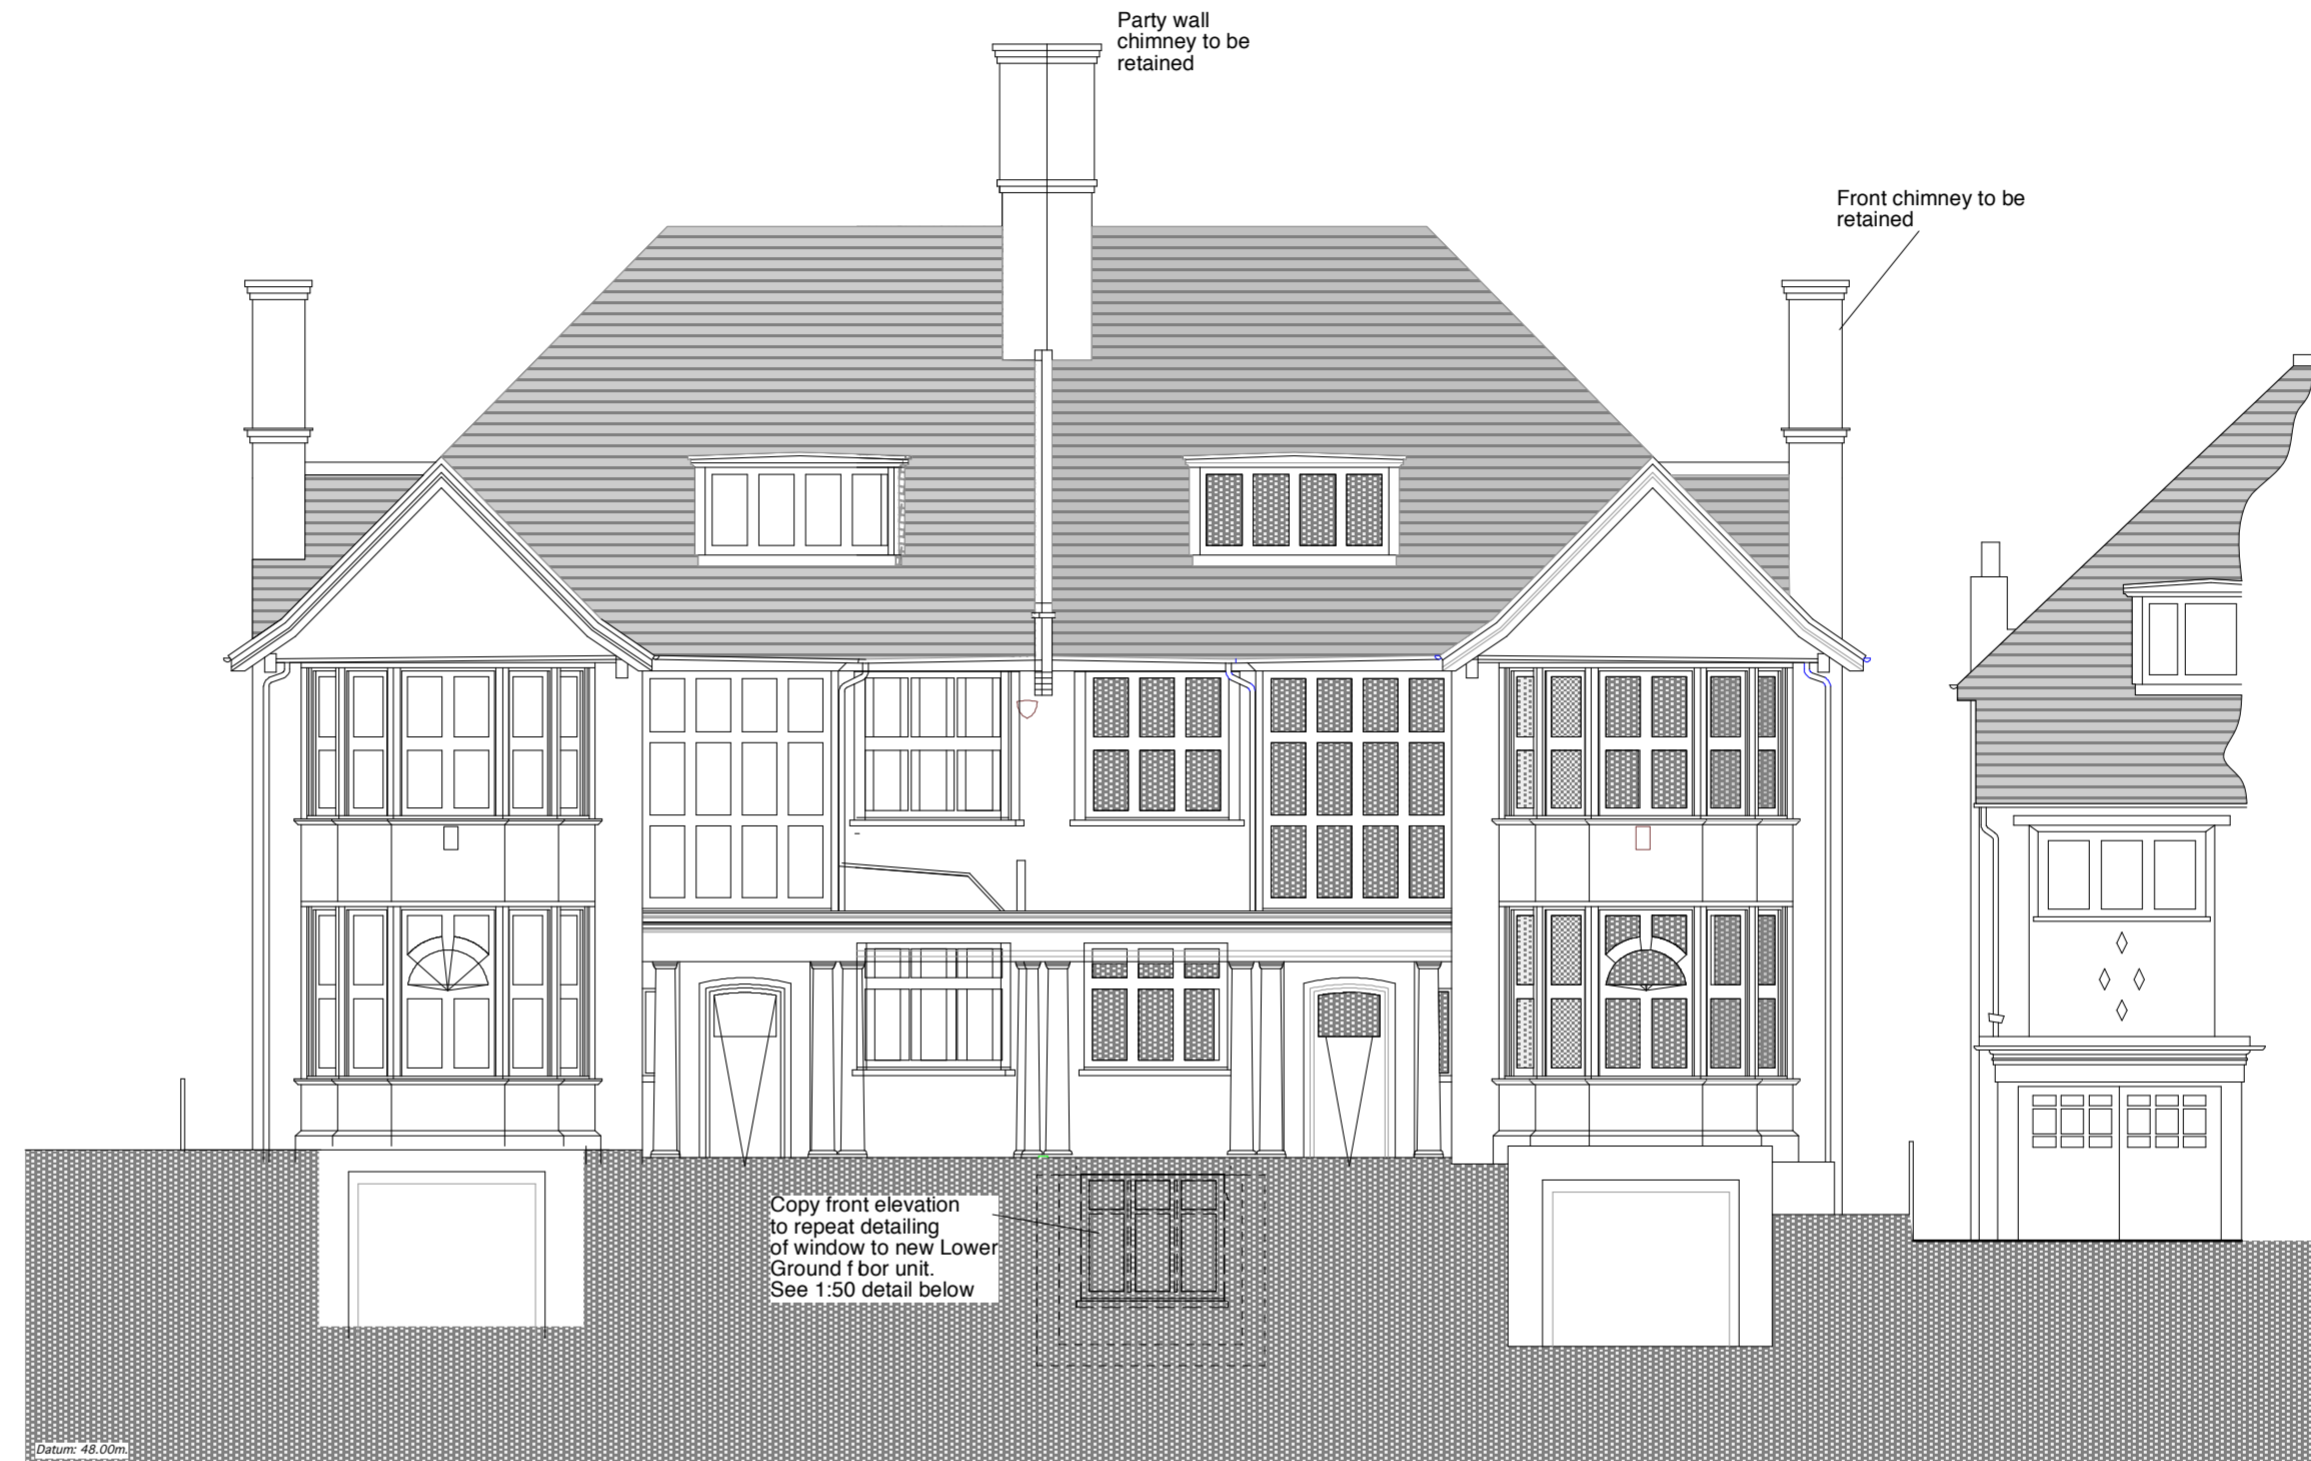 Party wall
chimney to be
retained
Front chimney to be
retained
Copy front elevation
to repeat detailing
of window to new Lower
Ground f bor unit.
See 1:50 detail below
Datum: 48.00m.